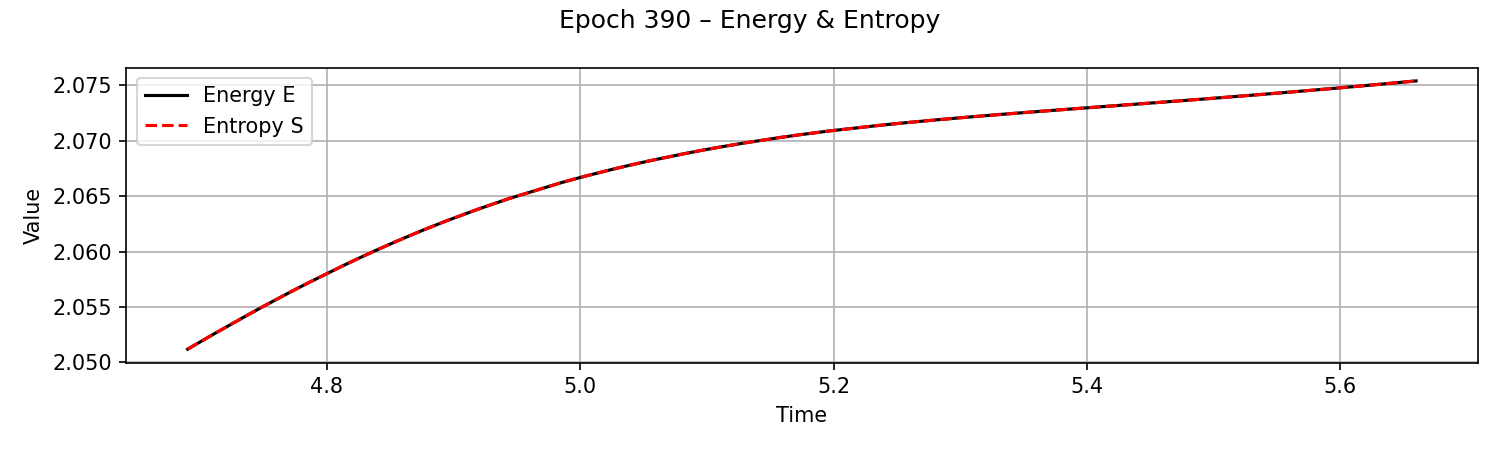 Epoch 390 – Energy & Entropy
Energy E
Entropy S
Value
2.075
2.070
2.065
2.060
2.055
2.050
4.8 5.0 5.2 5.4 5.6
Time